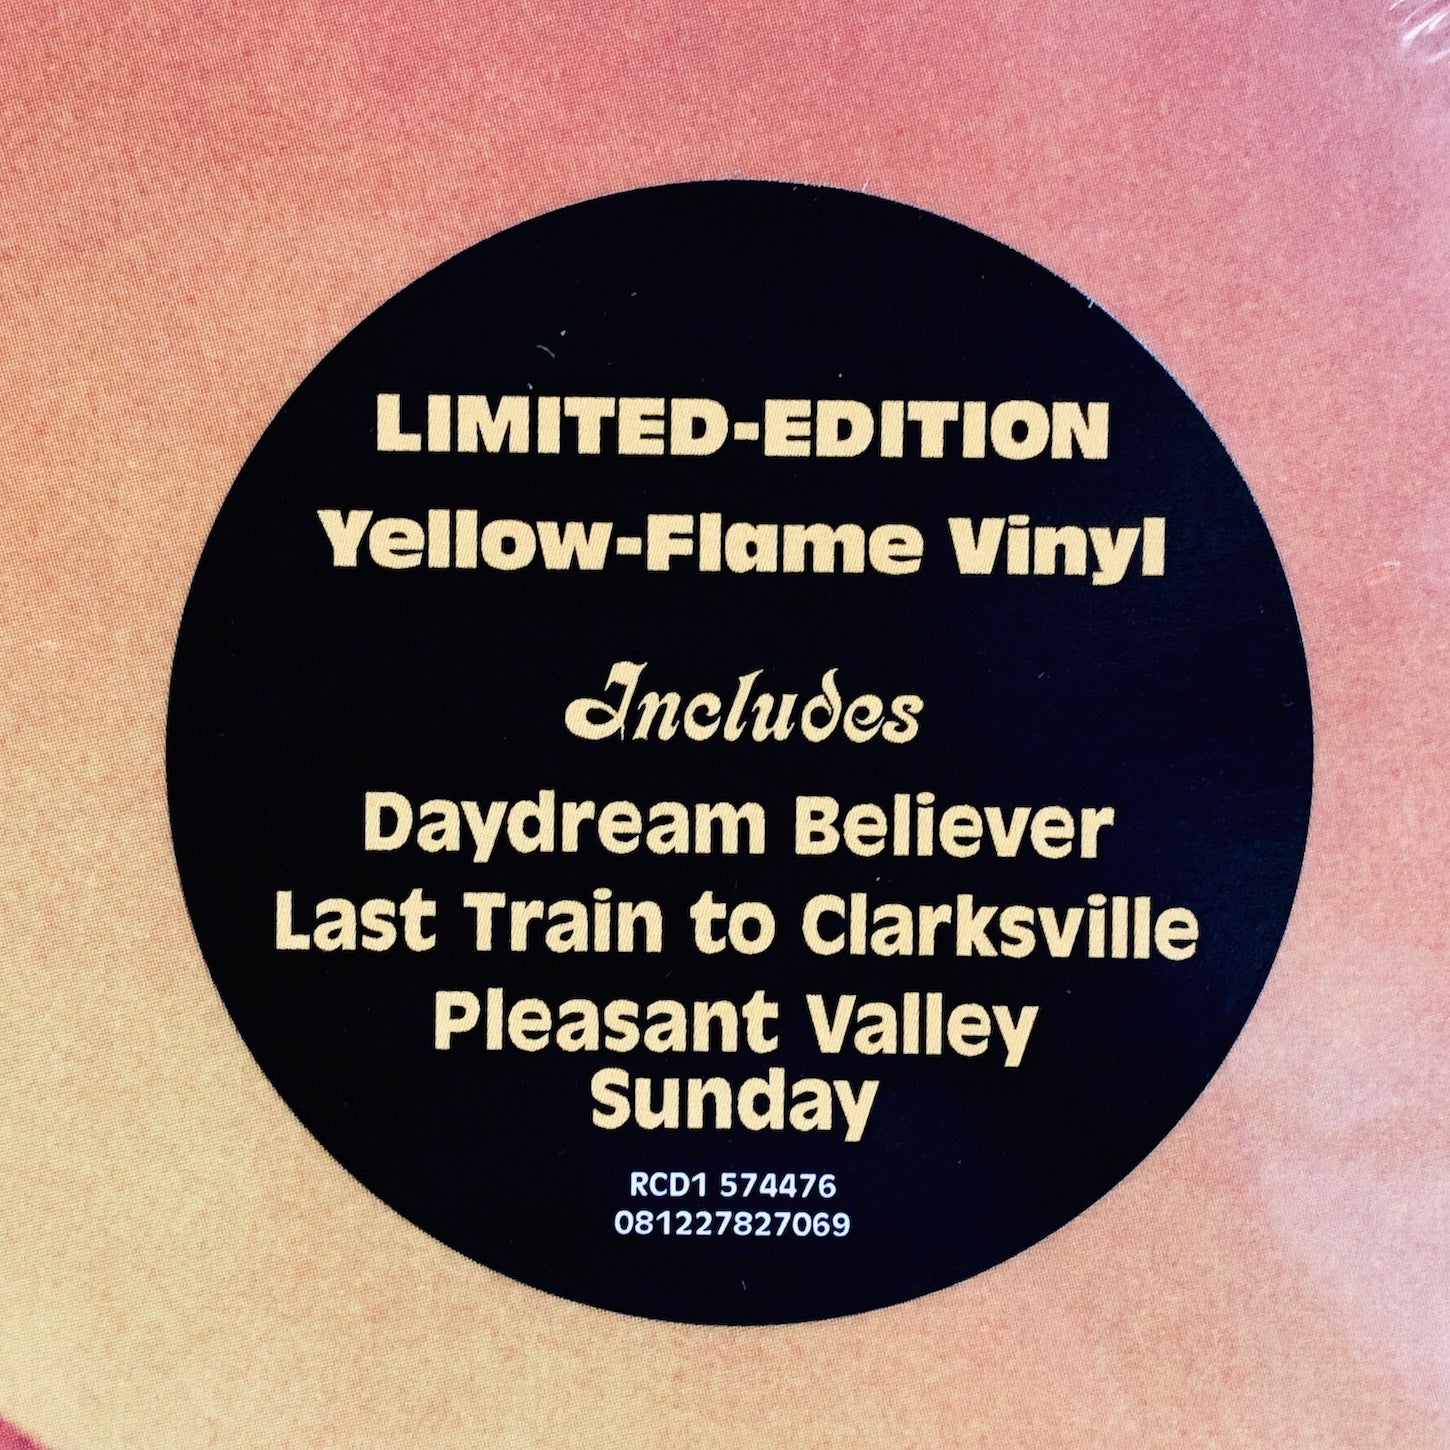 LIMITED-EDITION
Yellow-Flame Vinyl
Includes
Daydream Believer
Last Train to Clarksville
Pleasant Valley
Sunday
RCD1 574476
081227827069